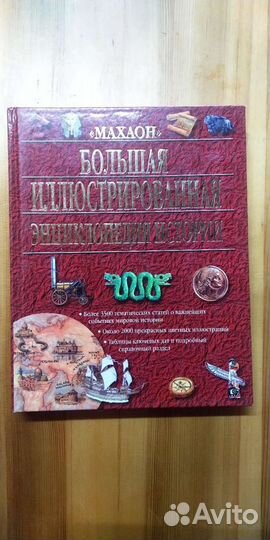 «МАХАОН»
БОЛЬШАЯ
ИЛЛЮСТРИРОВАННАЯ
ЭНЦИКЛОПЕДИЯ ИСТОРИИ
• Более 3500 тематических статей о важнейших
событиях мировой истории
• Около 2000 прекрасных цветных иллюстраций
• Таблицы ключевых дат и подробный
справочный раздел
Avito